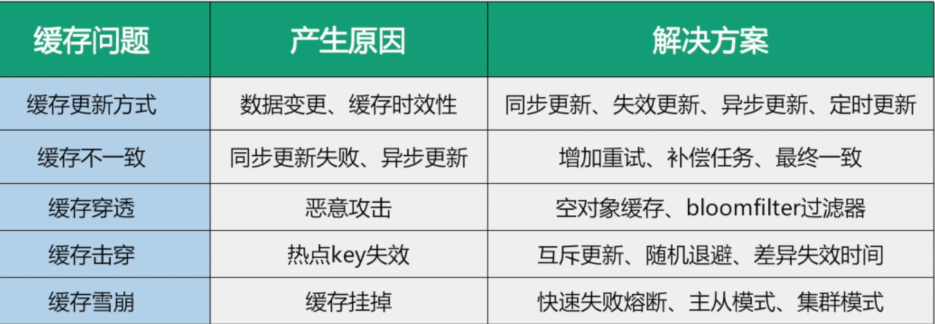 缓存问题 产生原因 解决方案
缓存更新方式 数据变更、缓存时效性 同步更新、失效更新、异步更新、定时更新
缓存不一致 同步更新失败、异步更新 增加重试、补偿任务、最终一致
缓存穿透 恶意攻击 空对象缓存、bloomfilter过滤器
缓存击穿 热点key失效 互斥更新、随机退避、差异失效时间
缓存雪崩 缓存挂掉 快速失败熔断、主从模式、集群模式